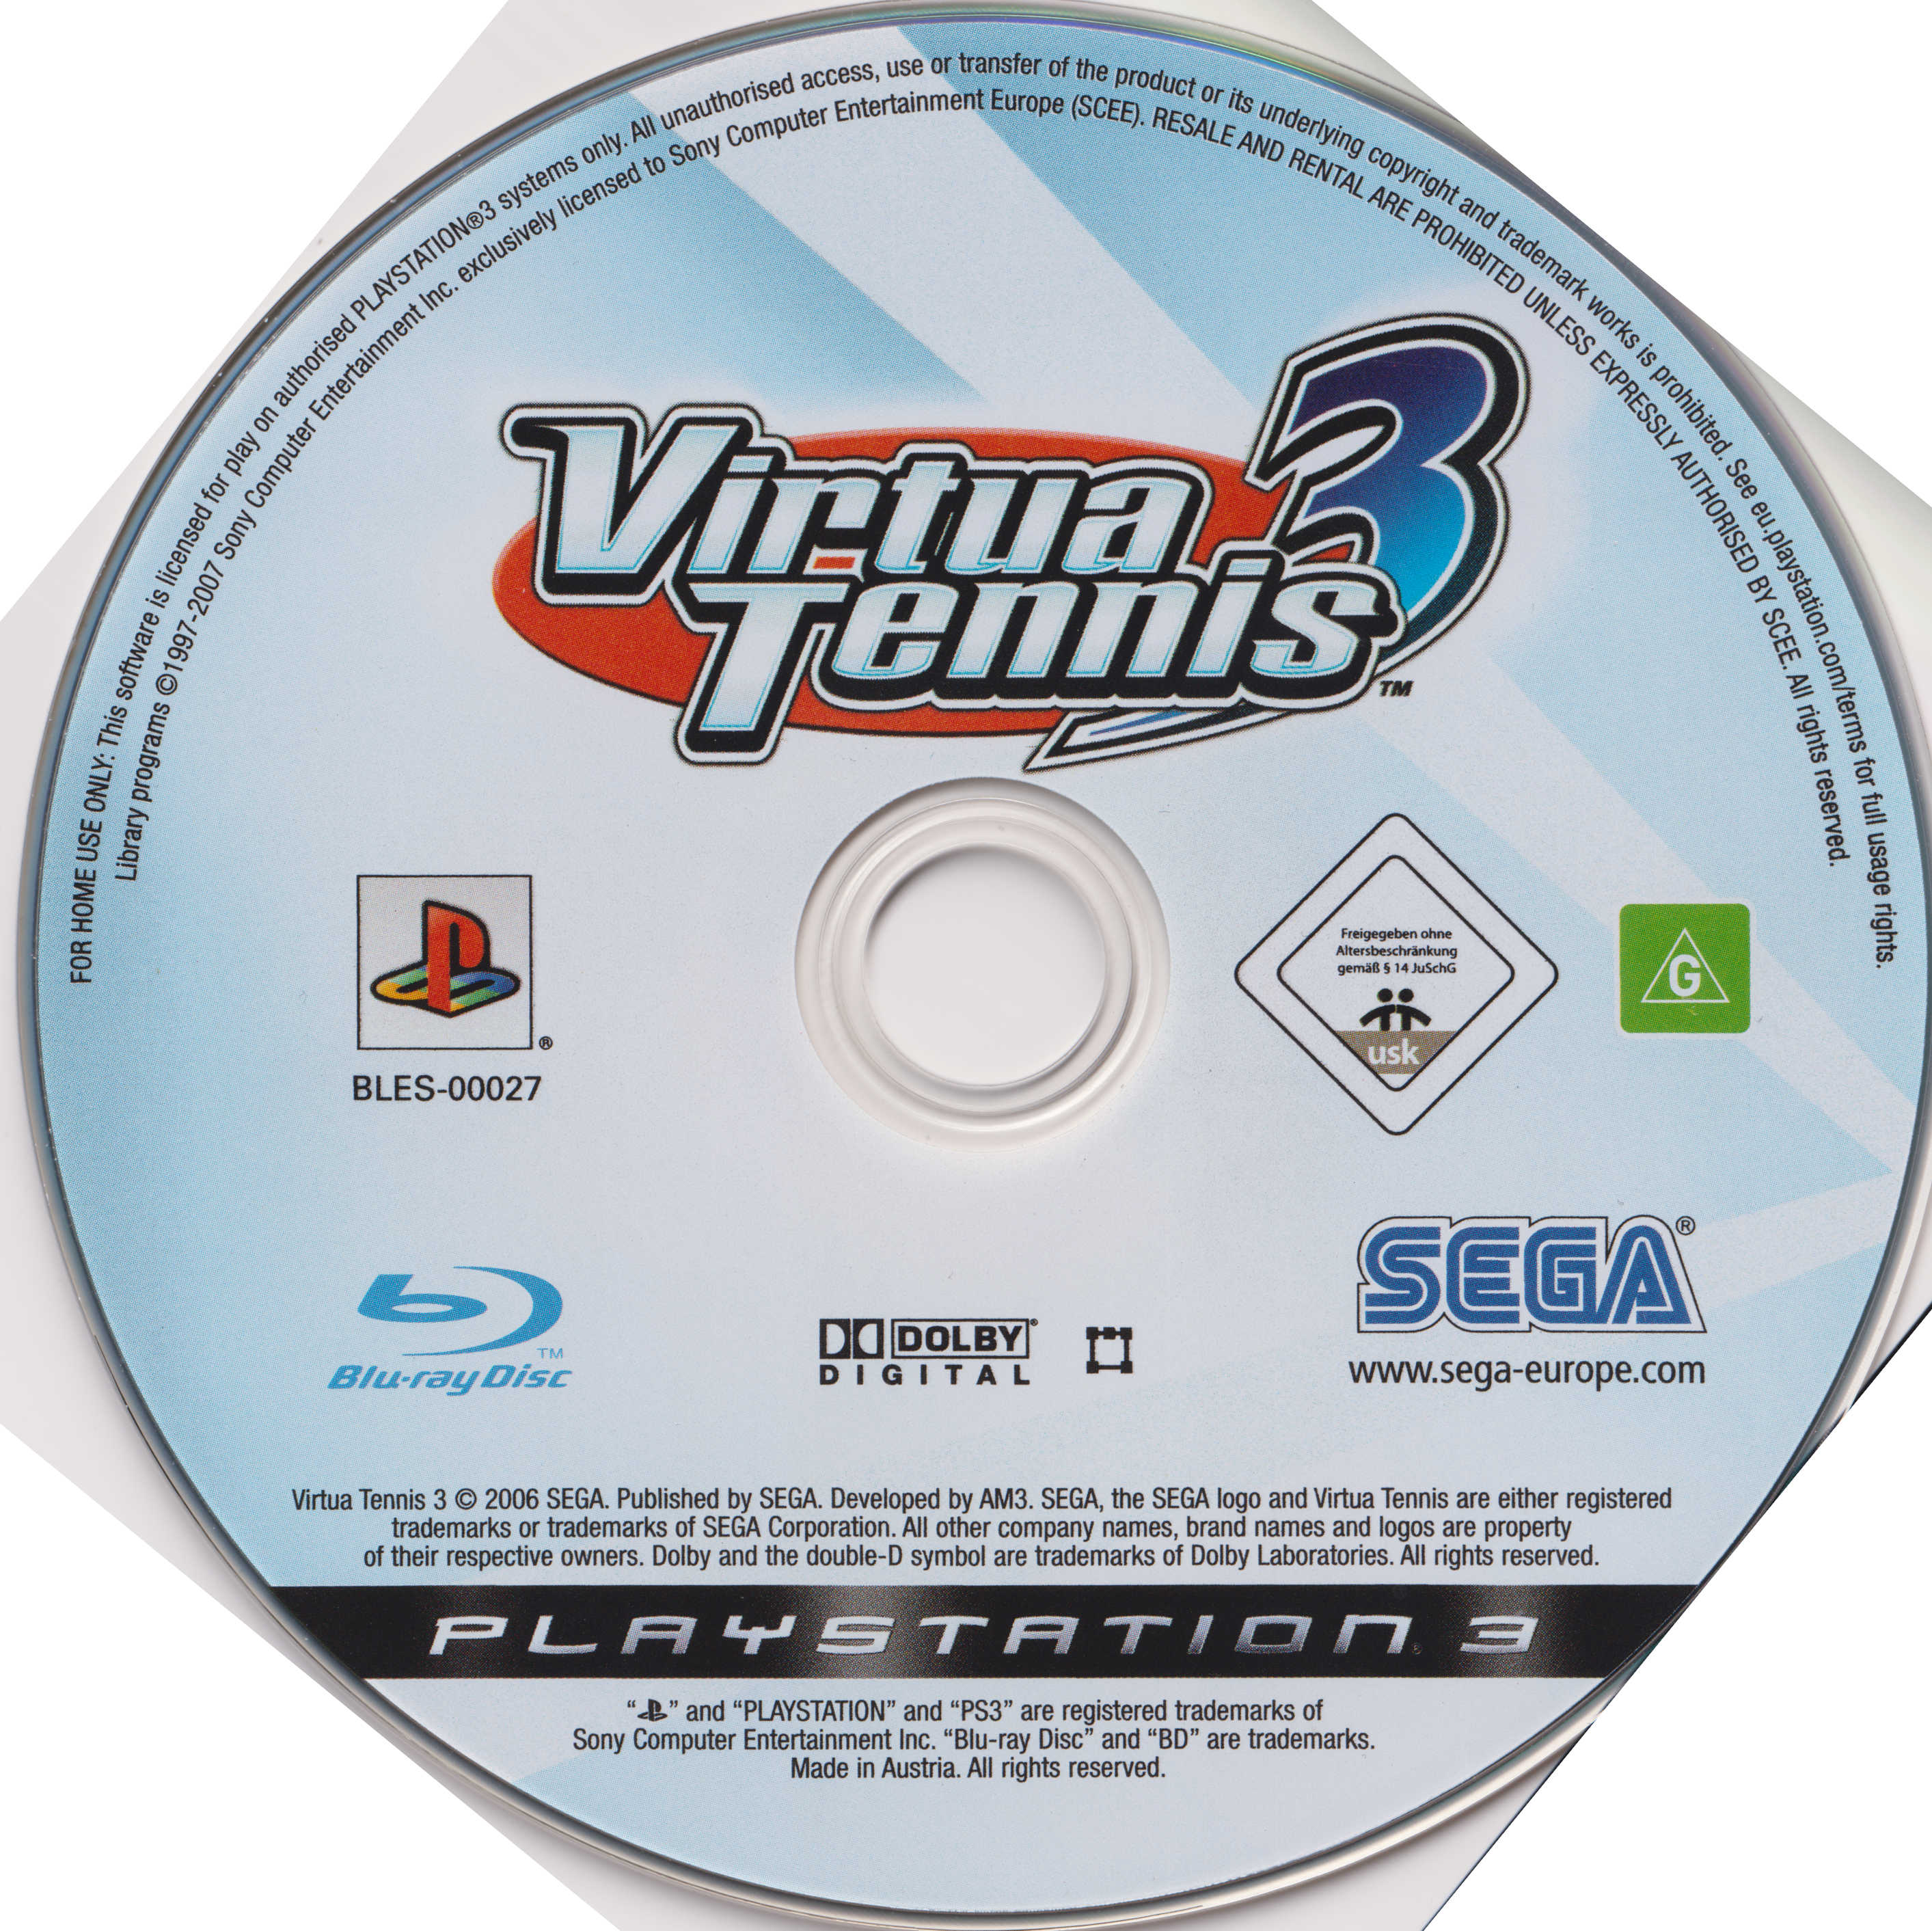 FOR HOME USE ONLY: This software is licensed for play on authorised PLAYSTATION®3 systems only. All unauthorised access, use or transfer of the product or its underlying copyright and trademark works is prohibited. See eu.playstation.com/terms for full usage rights.
Library programs ©1997-2007 Sony Computer Entertainment Inc. exclusively licensed to Sony Computer Entertainment Europe (SCEE). RESALE AND RENTAL ARE PROHIBITED UNLESS EXPRESSLY AUTHORISED BY SCEE. All rights reserved.
Virtua
Tennis 3 ™
®
BLES-00027
Freigegeben ohne
Altersbeschränkung
gemäß § 14 JuSchG
usk
G
SEGA®
www.sega-europe.com
Blu-ray Disc ™
DOLBY®
DIGITAL
Virtua Tennis 3 © 2006 SEGA. Published by SEGA. Developed by AM3. SEGA, the SEGA logo and Virtua Tennis are either registered
trademarks or trademarks of SEGA Corporation. All other company names, brand names and logos are property
of their respective owners. Dolby and the double-D symbol are trademarks of Dolby Laboratories. All rights reserved.
PLAYSTATION®3
“ ” and “PLAYSTATION” and “PS3” are registered trademarks of
Sony Computer Entertainment Inc. “Blu-ray Disc” and “BD” are trademarks.
Made in Austria. All rights reserved.